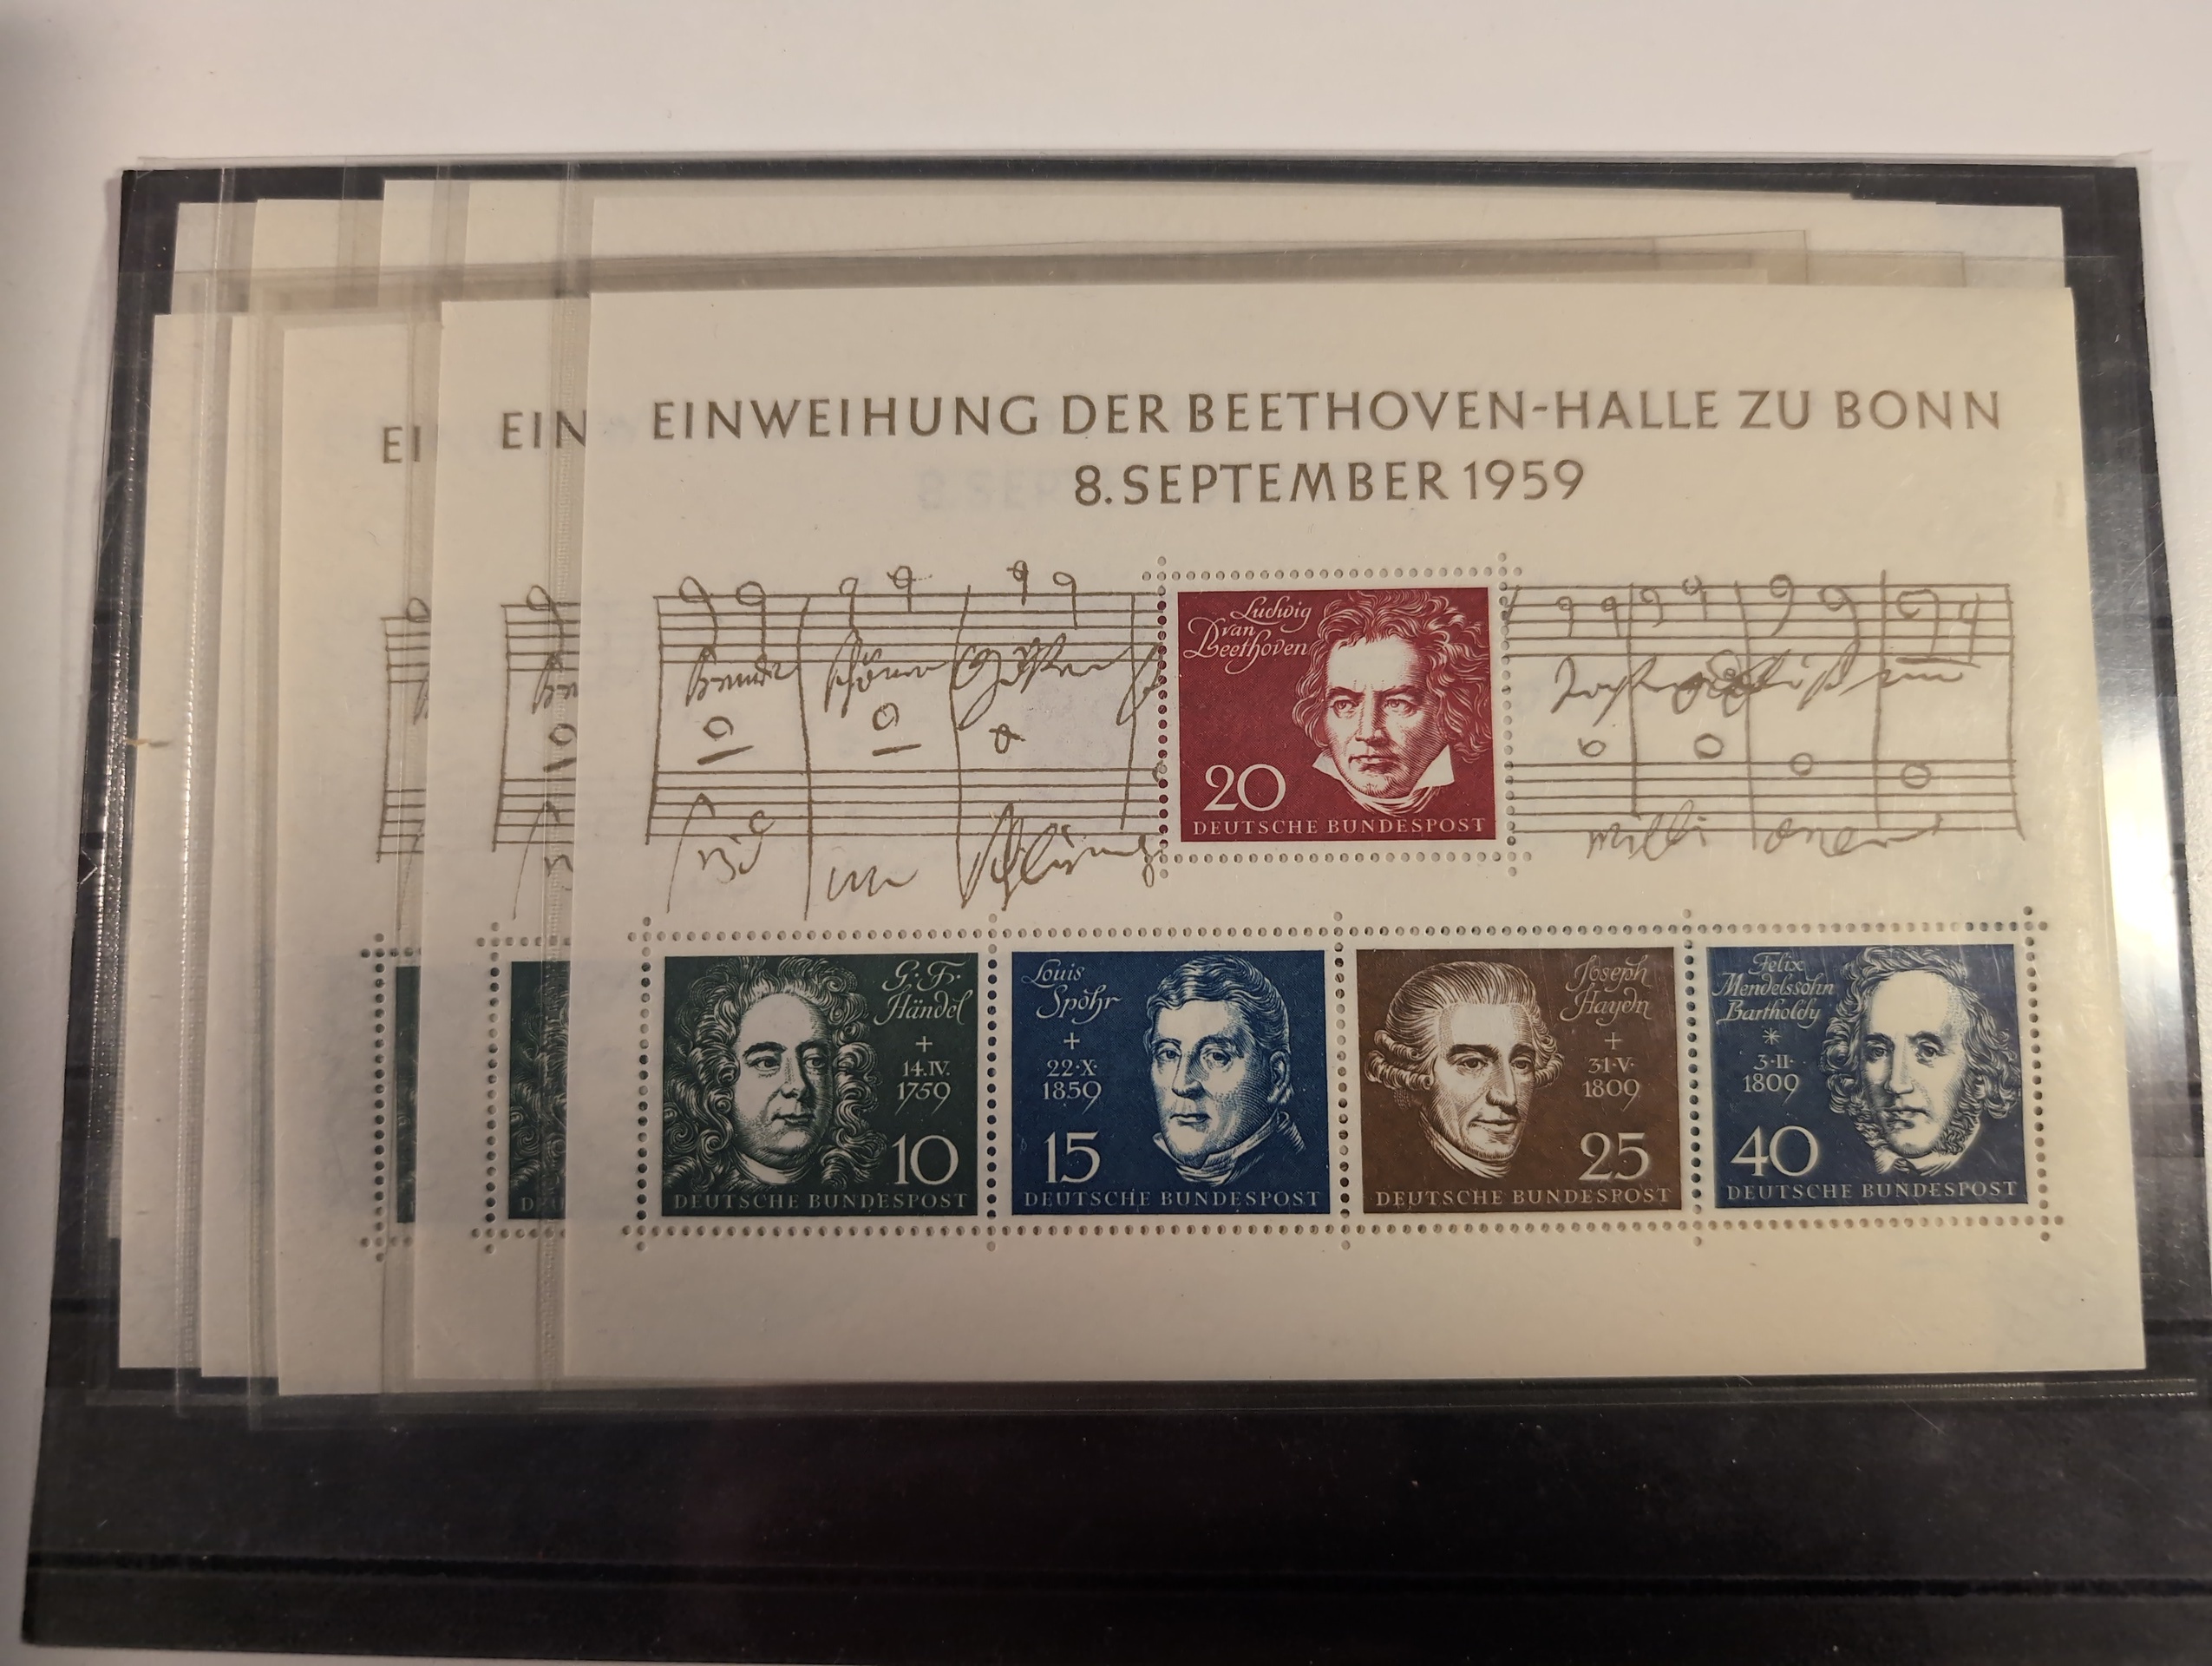 EINWEIHUNG DER BEETHOVEN-HALLE ZU BONN
8. SEPTEMBER 1959
EI
EIN
Ludwig
van
Beethoven
20
DEUTSCHE BUNDESPOST
G. F.
Händel
+
14.IV.
1759
10
DEUTSCHE BUNDESPOST
Louis
Spohr
+
22·X·
1859
15
DEUTSCHE BUNDESPOST
Joseph
Haydn
+
31·V·
1809
25
DEUTSCHE BUNDESPOST
Felix
Mendelssohn
Bartholdy
*
3·II·
1809
40
DEUTSCHE BUNDESPOST